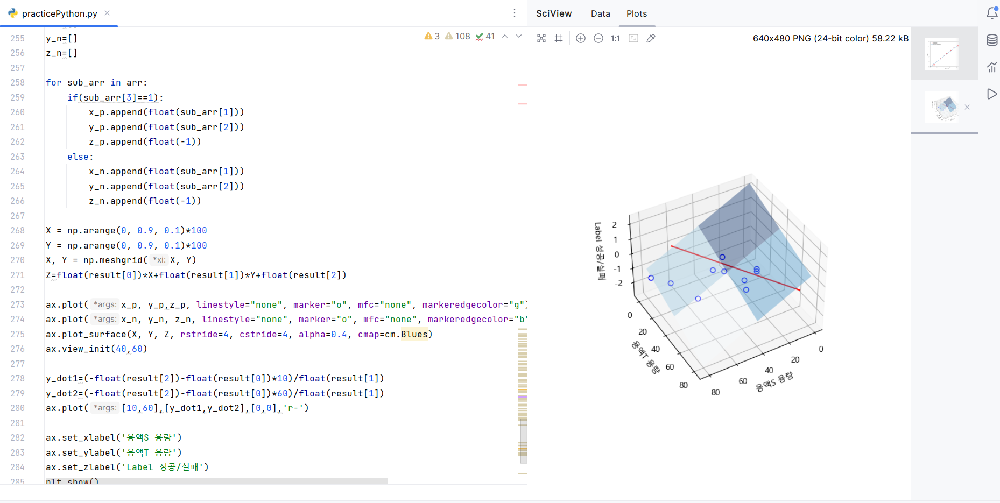 practicePython.py
3 108 41
255 y_n=[]
256 z_n=[]
257
258 for sub_arr in arr:
259 if(sub_arr[3]==1):
260 x_p.append(float(sub_arr[1]))
261 y_p.append(float(sub_arr[2]))
262 z_p.append(float(-1))
263 else:
264 x_n.append(float(sub_arr[1]))
265 y_n.append(float(sub_arr[2]))
266 z_n.append(float(-1))
267
268 X = np.arange(0, 0.9, 0.1)*100
269 Y = np.arange(0, 0.9, 0.1)*100
270 X, Y = np.meshgrid( *xi: X, Y)
271 Z=float(result[0])*X+float(result[1])*Y+float(result[2])
272
273 ax.plot( *args: x_p, y_p,z_p, linestyle="none", marker="o", mfc="none", markeredgecolor="g")
274 ax.plot( *args: x_n, y_n, z_n, linestyle="none", marker="o", mfc="none", markeredgecolor="b"
275 ax.plot_surface(X, Y, Z, rstride=4, cstride=4, alpha=0.4, cmap=cm.Blues)
276 ax.view_init(40,60)
277
278 y_dot1=(-float(result[2])-float(result[0])*10)/float(result[1])
279 y_dot2=(-float(result[2])-float(result[0])*60)/float(result[1])
280 ax.plot( *args: [10,60],[y_dot1,y_dot2],[0,0],'r-')
281
282 ax.set_xlabel('용액S 용량')
283 ax.set_ylabel('용액T 용량')
284 ax.set_zlabel('Label 성공/실패')
285 plt.show()
SciView Data Plots
1:1 640x480 PNG (24-bit color) 58.22 kB
Label 성공/실패
2
1
0
-1
-2
0
20
40
60
80
용액T 용량
80
60
40
20
0
용액S 용량